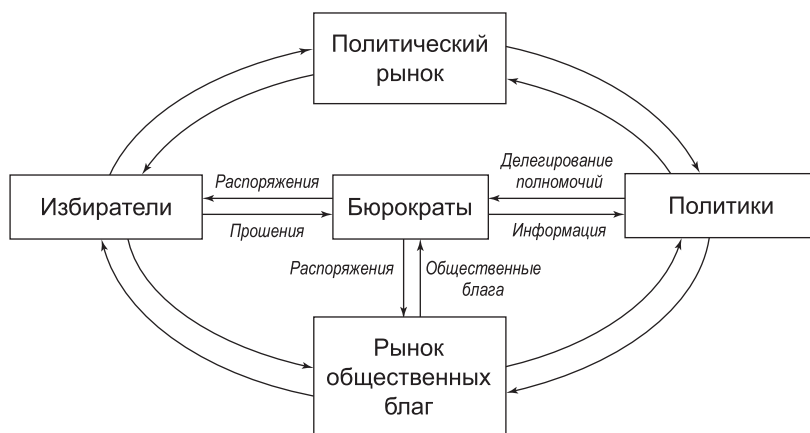 Политический
рынок
Делегирование
полномочий
Распоряжения
Избиратели
Бюрократы
Политики
Прошения
Информация
Распоряжения
Общественные
блага
Рынок
общественных
благ